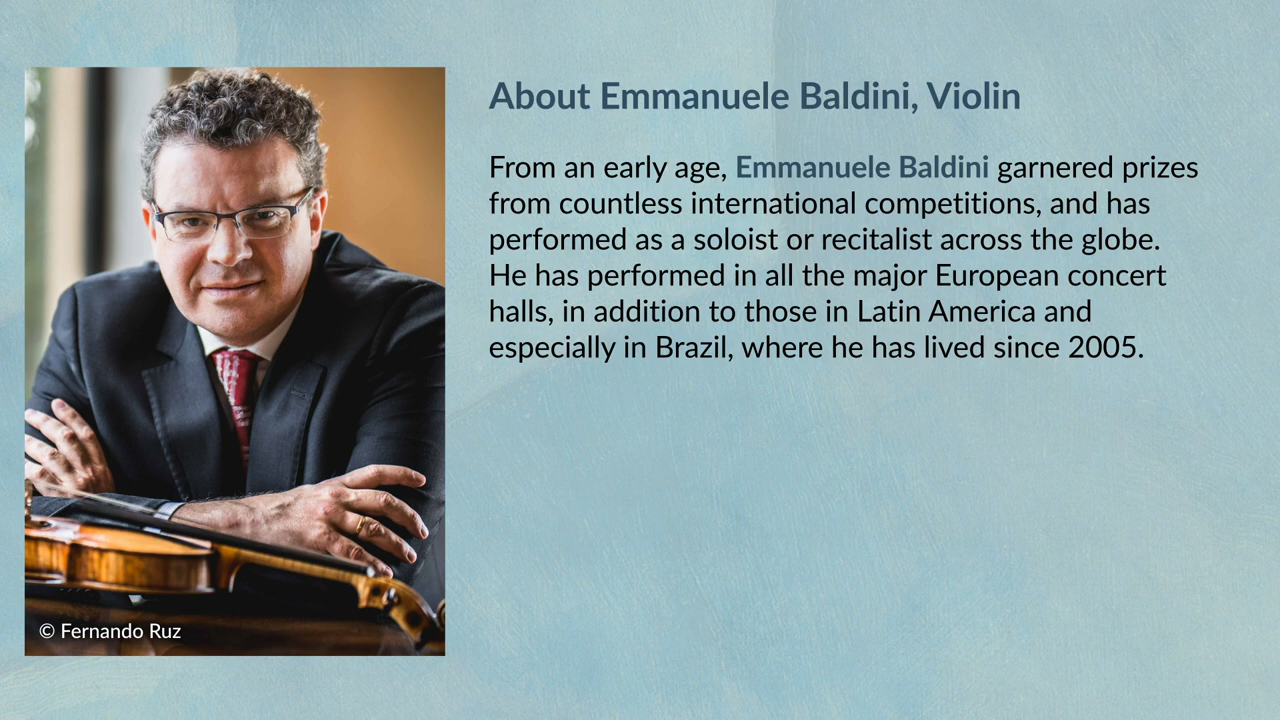 About Emmanuele Baldini, Violin
From an early age, Emmanuele Baldini garnered prizes
from countless international competitions, and has
performed as a soloist or recitalist across the globe.
He has performed in all the major European concert
halls, in addition to those in Latin America and
especially in Brazil, where he has lived since 2005.
© Fernando Ruz